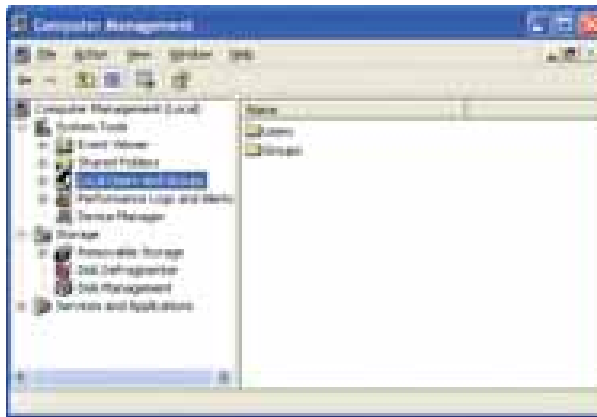 Computer Management
File Action View Window Help
Computer Management (Local)
System Tools
Event Viewer
Shared Folders
Local Users and Groups
Performance Logs and Alerts
Device Manager
Storage
Removable Storage
Disk Defragmenter
Disk Management
Services and Applications
Name
Users
Groups